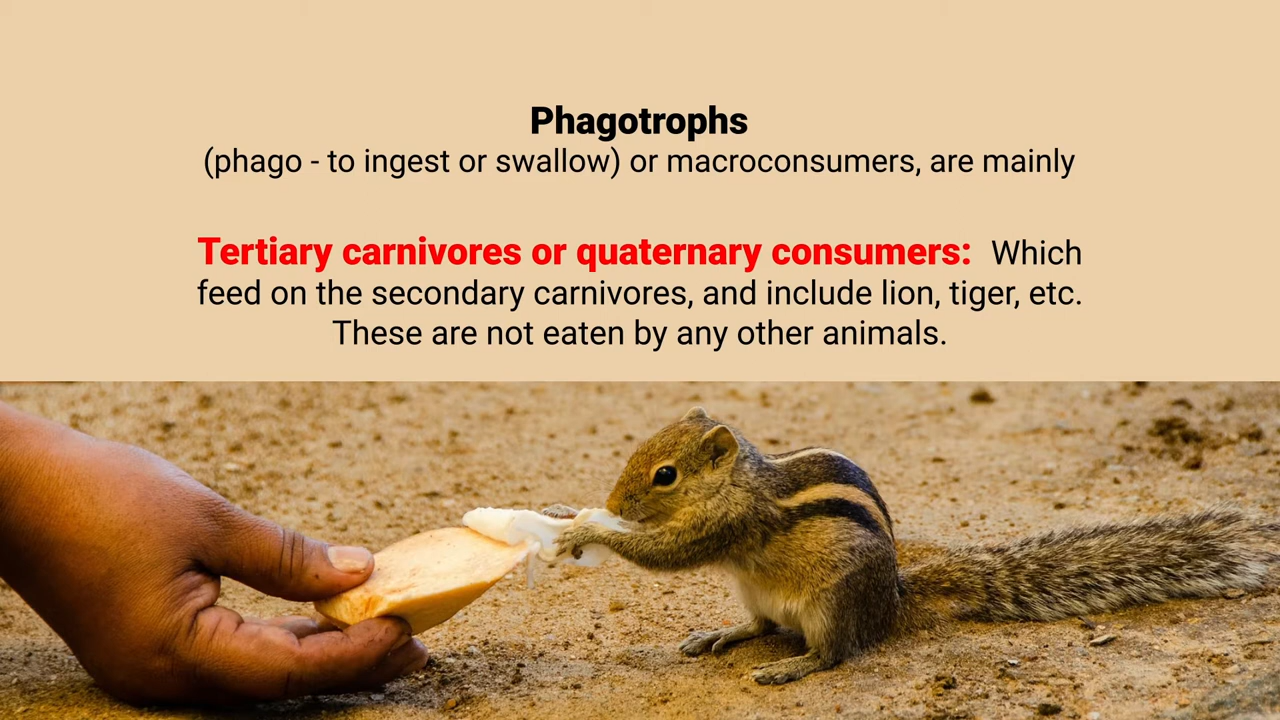 Phagotrophs
(phago - to ingest or swallow) or macroconsumers, are mainly
Tertiary carnivores or quaternary consumers: Which
feed on the secondary carnivores, and include lion, tiger, etc.
These are not eaten by any other animals.